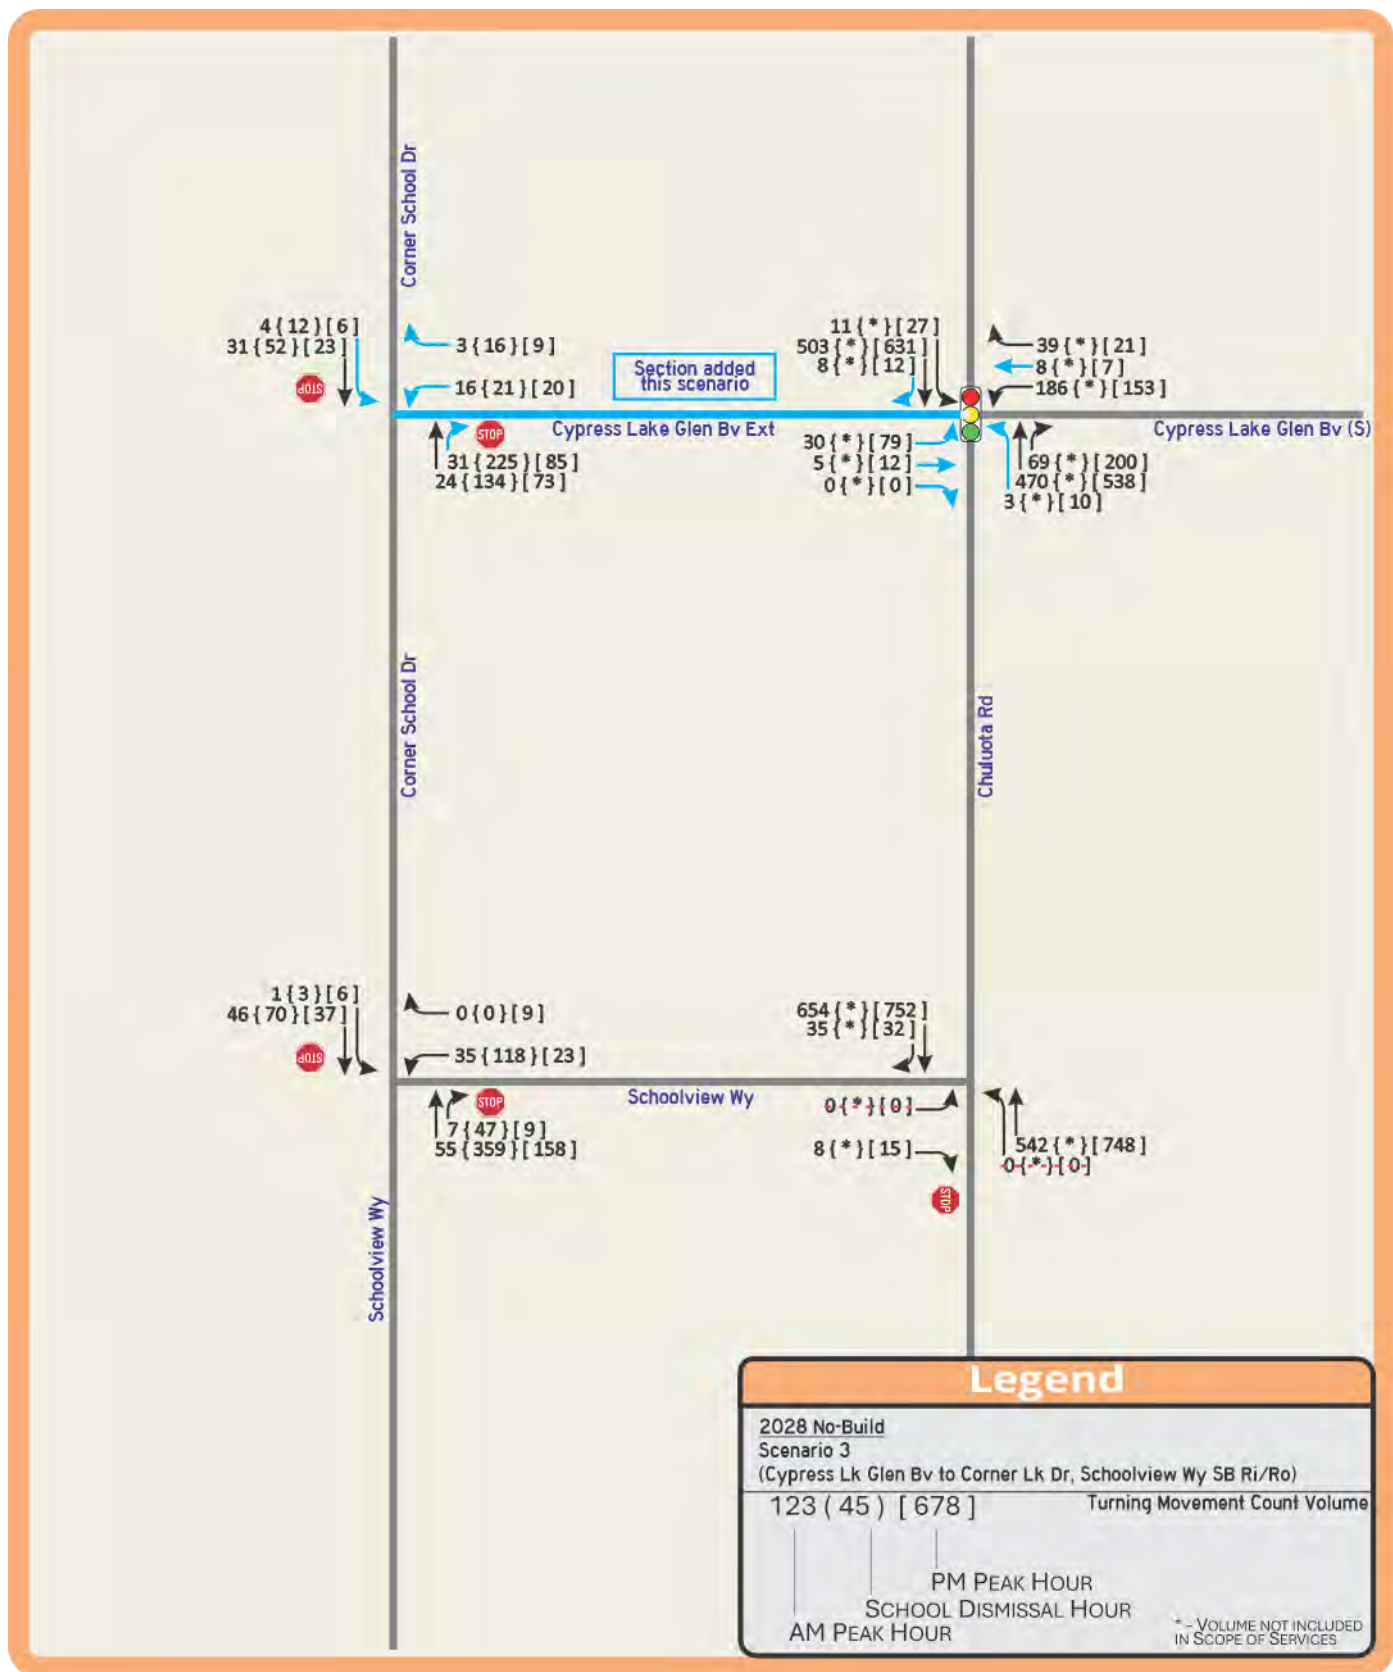 Corner School Dr
4 { 12 } [ 6 ]
31 { 52 } [ 23 ]
STOP
3 { 16 } [ 9 ]
16 { 21 } [ 20 ]
Section added
this scenario
11 { * } [ 27 ]
503 { * } [ 631 ]
8 { * } [ 12 ]
39 { * } [ 21 ]
8 { * } [ 7 ]
186 { * } [ 153 ]
STOP
Cypress Lake Glen Bv Ext
Cypress Lake Glen Bv (S)
31 { 225 } [ 85 ]
24 { 134 } [ 73 ]
30 { * } [ 79 ]
5 { * } [ 12 ]
0 { * } [ 0 ]
69 { * } [ 200 ]
470 { * } [ 538 ]
3 { * } [ 10 ]
Corner School Dr
Chuluota Rd
1 { 3 } [ 6 ]
46 { 70 } [ 37 ]
STOP
0 { 0 } [ 9 ]
35 { 118 } [ 23 ]
654 { * } [ 752 ]
35 { * } [ 32 ]
STOP
Schoolview Wy
7 { 47 } [ 9 ]
55 { 359 } [ 158 ]
0 { * } [ 0 ]
8 { * } [ 15 ]
STOP
542 { * } [ 748 ]
0 { * } [ 0 ]
Schoolview Wy
Legend
2028 No-Build
Scenario 3
(Cypress Lk Glen Bv to Corner Lk Dr, Schoolview Wy SB Ri/Ro)
123 ( 45 ) [ 678 ]
Turning Movement Count Volume
PM PEAK HOUR
SCHOOL DISMISSAL HOUR
AM PEAK HOUR
* - VOLUME NOT INCLUDED
IN SCOPE OF SERVICES